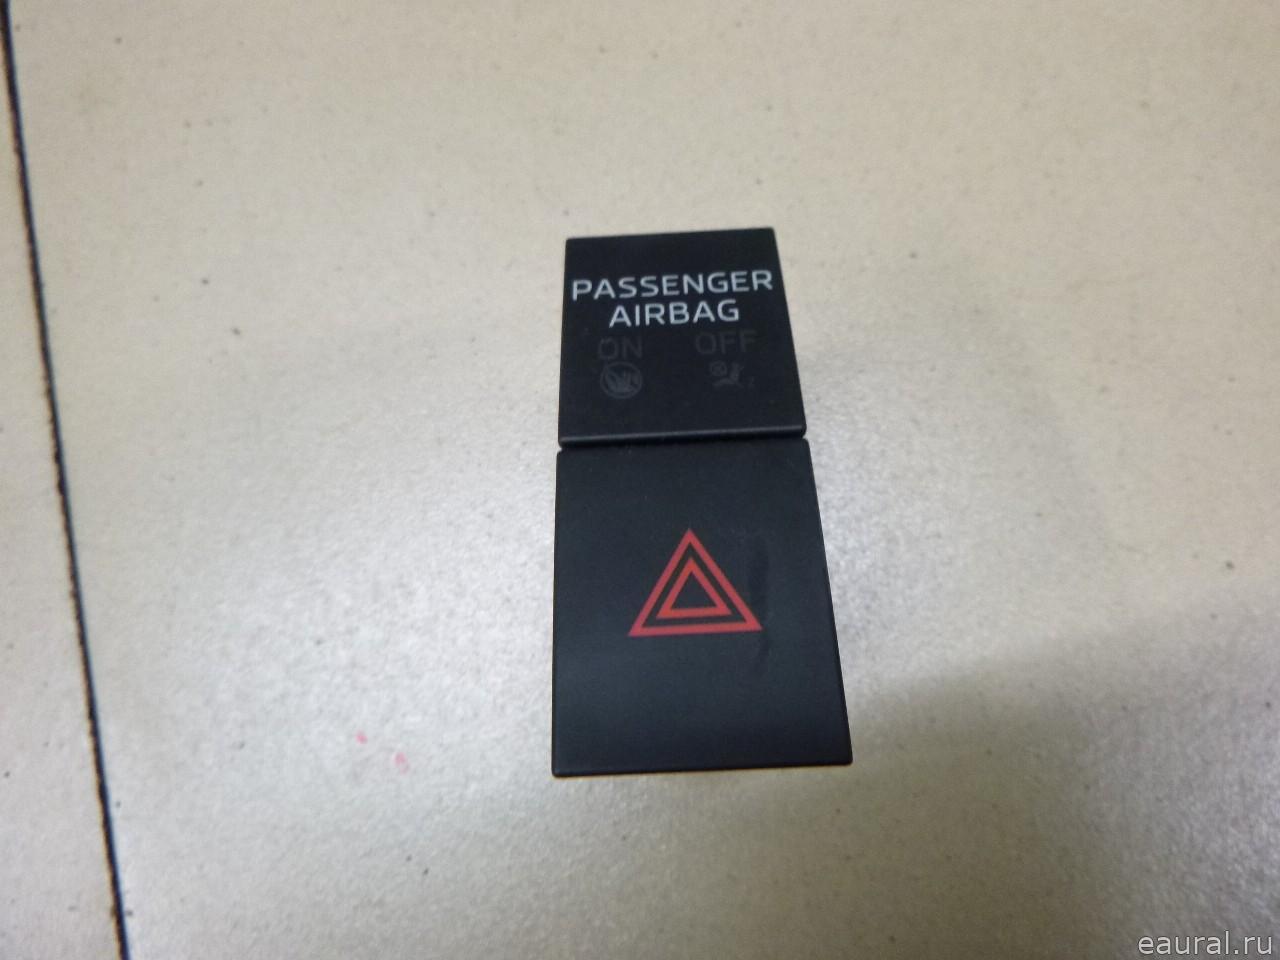 PASSENGER
AIRBAG
ON OFF
eaural.ru